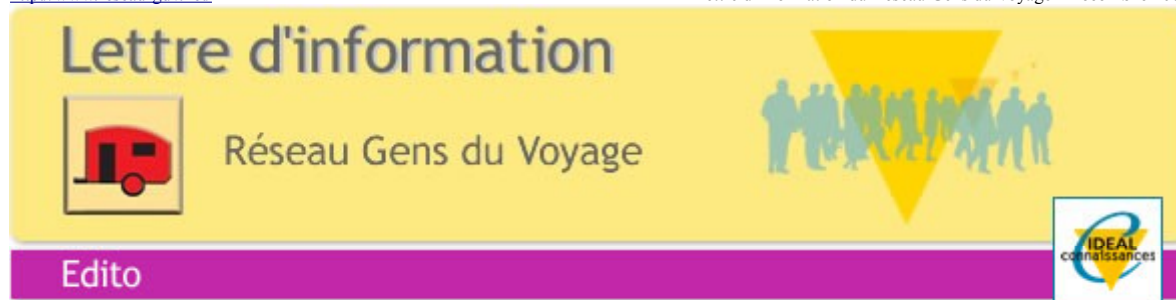 Lettre d'information
Réseau Gens du Voyage
IDEAL
connaissances
Edito